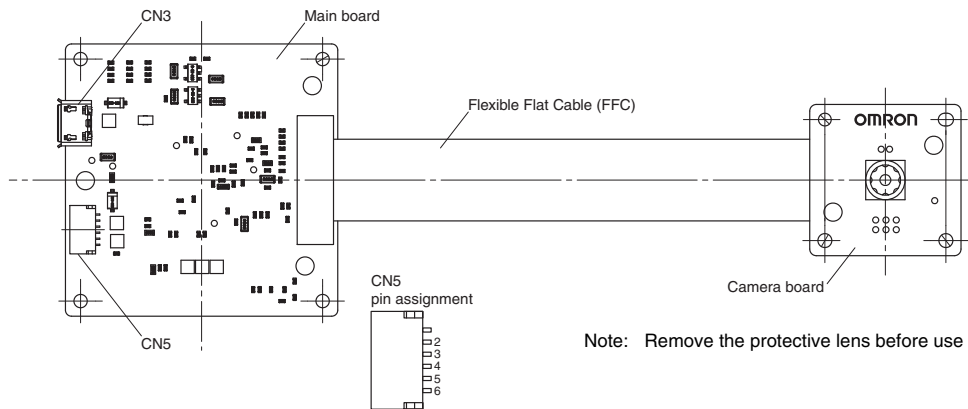 CN3
Main board
Flexible Flat Cable (FFC)
OMRON
Camera board
CN5
CN5
pin assignment
2
3
4
5
6
Note: Remove the protective lens before use